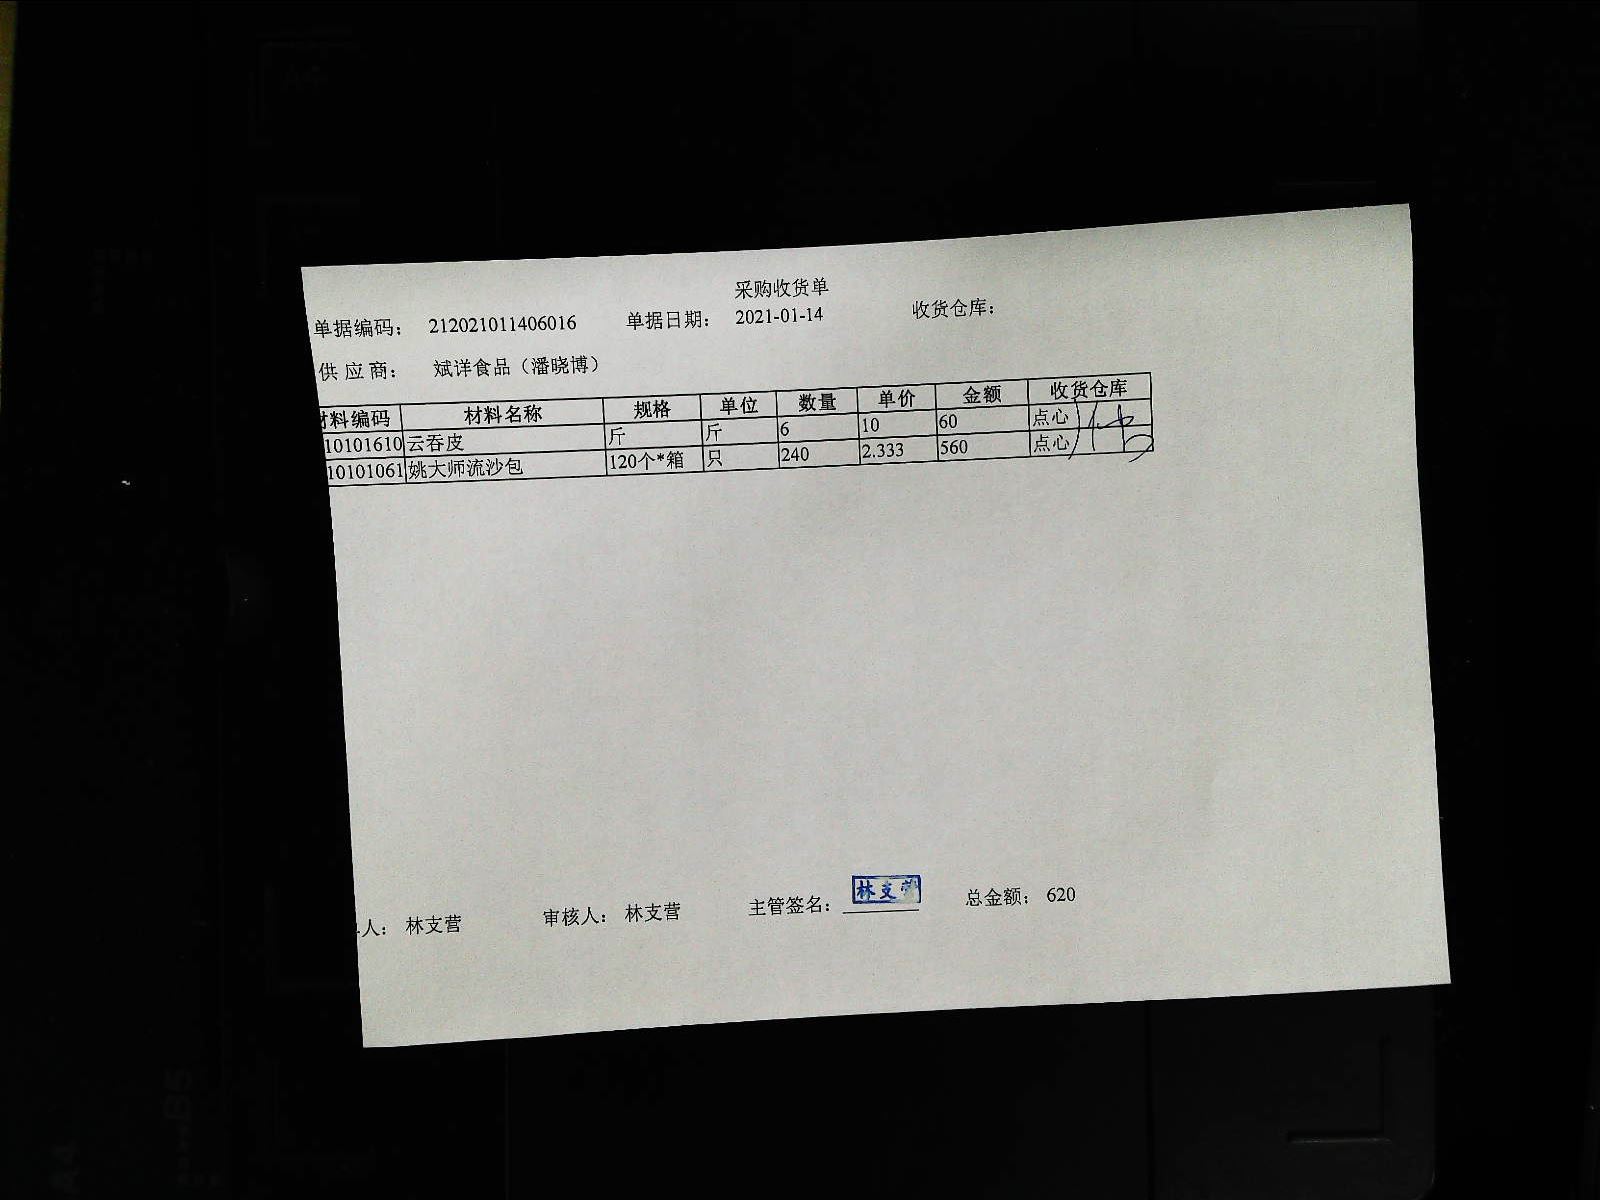 采购收货单
单据编码： 212021011406016 单据日期： 2021-01-14 收货仓库：
供应商： 斌详食品（潘晓博）
材料编码 材料名称 规格 单位 数量 单价 金额 收货仓库
10101610 云吞皮 斤 斤 6 10 60 点心
10101061 姚大师流沙包 120个*箱 只 240 2.333 560 点心
人： 林支营 审核人： 林支营 主管签名： 林支营 总金额： 620